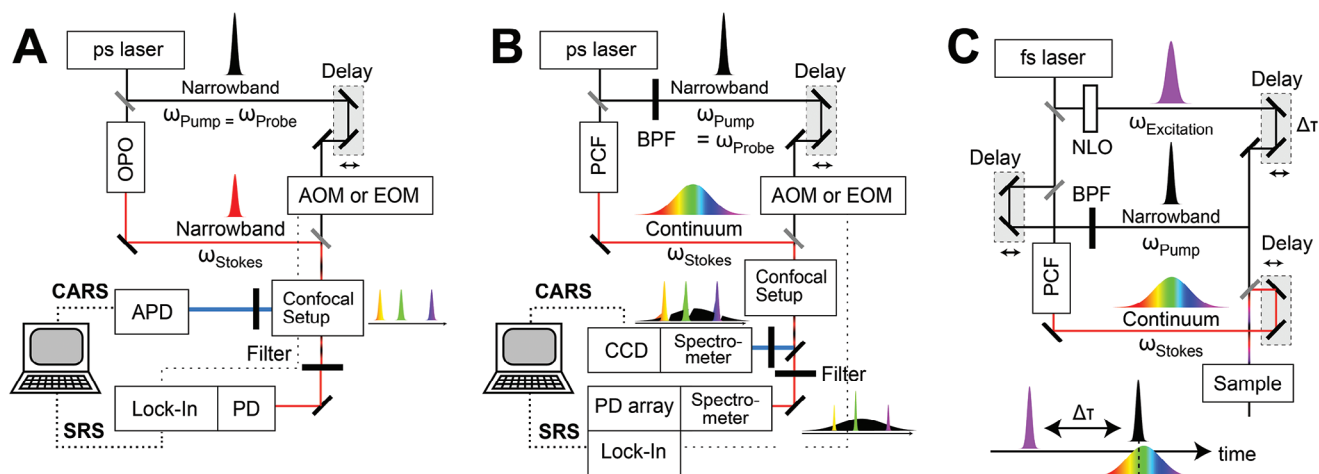 A
ps laser
Narrowband
ωPump = ωProbe
Delay
OPO
AOM or EOM
Narrowband
ωStokes
CARS
APD
Confocal
Setup
Filter
Lock-In
PD
SRS
B
ps laser
Narrowband
BPF
ωPump
= ωProbe
Delay
PCF
AOM or EOM
Continuum
ωStokes
Confocal
Setup
CARS
CCD
Spectro-
meter
Filter
PD array
Spectro-
meter
SRS
Lock-In
C
fs laser
Delay
ωExcitation
NLO
Δτ
Delay
BPF
Narrowband
ωPump
Delay
PCF
Continuum
ωStokes
Sample
Δτ
time